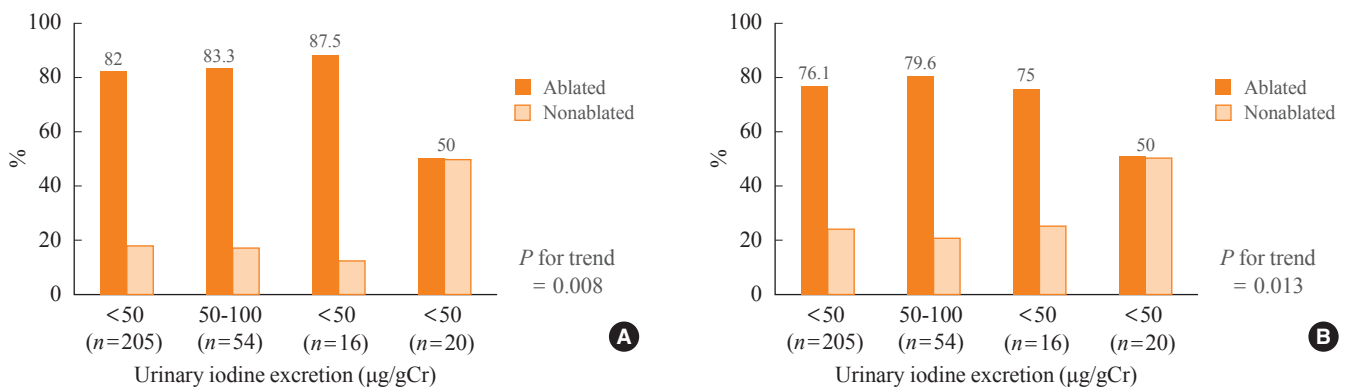 100
80
60
40
20
0
%
82
83.3
87.5
50
Ablated
Nonablated
P for trend
= 0.008
<50 50-100 <50 <50
(n=205) (n=54) (n=16) (n=20)
Urinary iodine excretion (μg/gCr)
A
100
80
60
40
20
0
%
76.1
79.6
75
50
Ablated
Nonablated
P for trend
= 0.013
<50 50-100 <50 <50
(n=205) (n=54) (n=16) (n=20)
Urinary iodine excretion (μg/gCr)
B